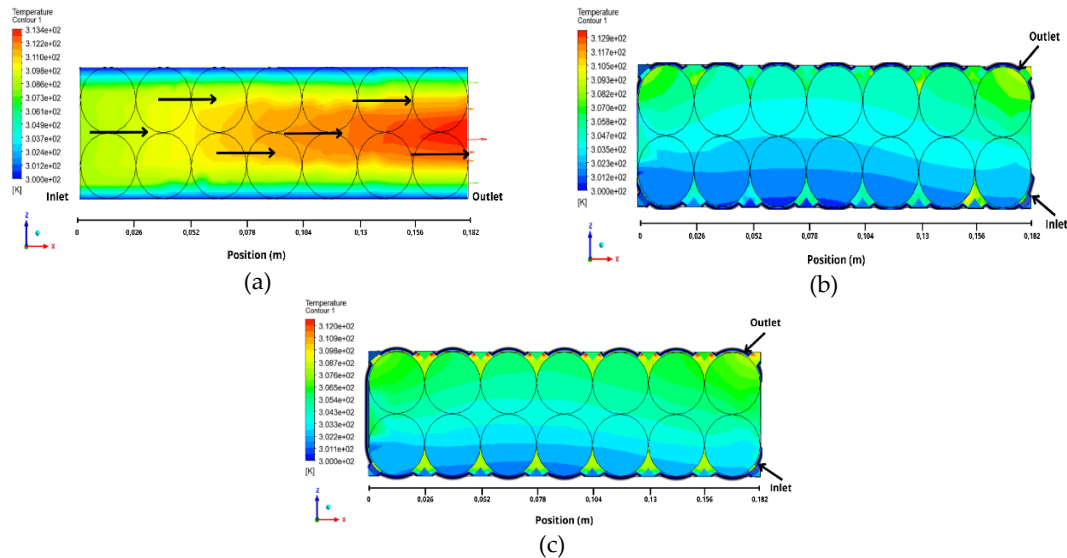 Temperature
Contour 1
3.134e+02
3.122e+02
3.110e+02
3.098e+02
3.085e+02
3.073e+02
3.061e+02
3.049e+02
3.037e+02
3.024e+02
3.012e+02
3.000e+02
[K]
Inlet
Outlet
Z
X
0
0,026
0,052
0,078
0,104
0,13
0,156
0,182
Position (m)
(a)
Temperature
Contour 1
3.129e+02
3.117e+02
3.105e+02
3.094e+02
3.082e+02
3.070e+02
3.059e+02
3.047e+02
3.035e+02
3.023e+02
3.012e+02
3.000e+02
[K]
Outlet
Inlet
Z
X
0
0,026
0,052
0,078
0,104
0,13
0,156
0,182
Position (m)
(b)
Temperature
Contour 1
3.120e+02
3.109e+02
3.098e+02
3.087e+02
3.076e+02
3.065e+02
3.054e+02
3.043e+02
3.033e+02
3.022e+02
3.011e+02
3.000e+02
[K]
Outlet
Inlet
Z
X
0
0,026
0,052
0,078
0,104
0,13
0,156
0,182
Position (m)
(c)